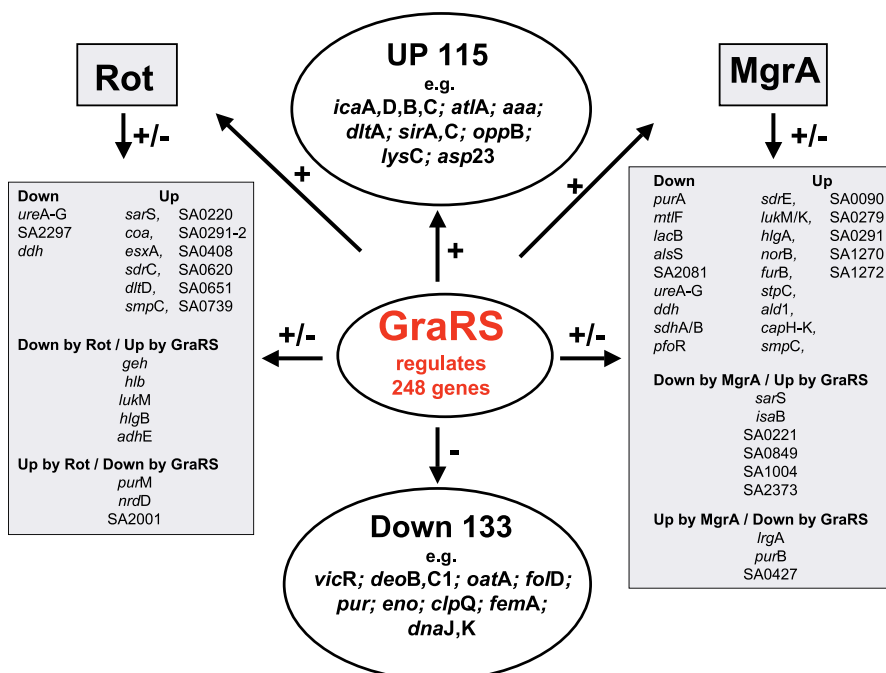 Rot
+/-
UP 115
e.g.
icaA,D,B,C; atlA; aaa;
dltA; sirA,C; oppB;
lysC; asp23
MgrA
+/-
+
+
+
Down Up
ureA-G sarS, SA0220
SA2297 coa, SA0291-2
ddh esxA, SA0408
sdrC, SA0620
dltD, SA0651
smpC, SA0739
Down by Rot / Up by GraRS
geh
hlb
lukM
hlgB
adhE
Up by Rot / Down by GraRS
purM
nrdD
SA2001
+/-
GraRS
regulates
248 genes
+/-
-
Down 133
e.g.
vicR; deoB,C1; oatA; folD;
pur; eno; clpQ; femA;
dnaJ,K
Down Up
purA sdrE, SA0090
mtlF lukM/K, SA0279
lacB hlgA, SA0291
alsS norB, SA1270
SA2081 furB, SA1272
ureA-G stpC,
ddh ald1,
sdhA/B capH-K,
pfoR smpC,
Down by MgrA / Up by GraRS
sarS
isaB
SA0221
SA0849
SA1004
SA2373
Up by MgrA / Down by GraRS
lrgA
purB
SA0427